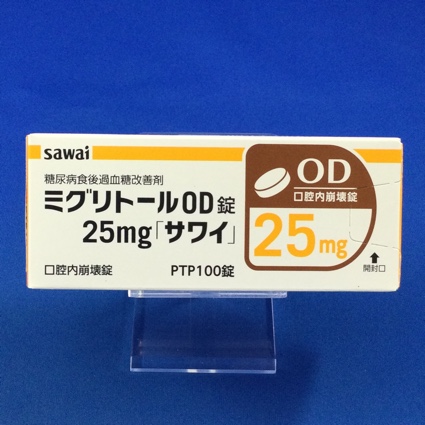 sawai
糖尿病食後過血糖改善剤
ミグリトールOD錠
25mg「サワイ」
口腔内崩壊錠
PTP100錠
OD
口腔内崩壊錠
25mg
開封口